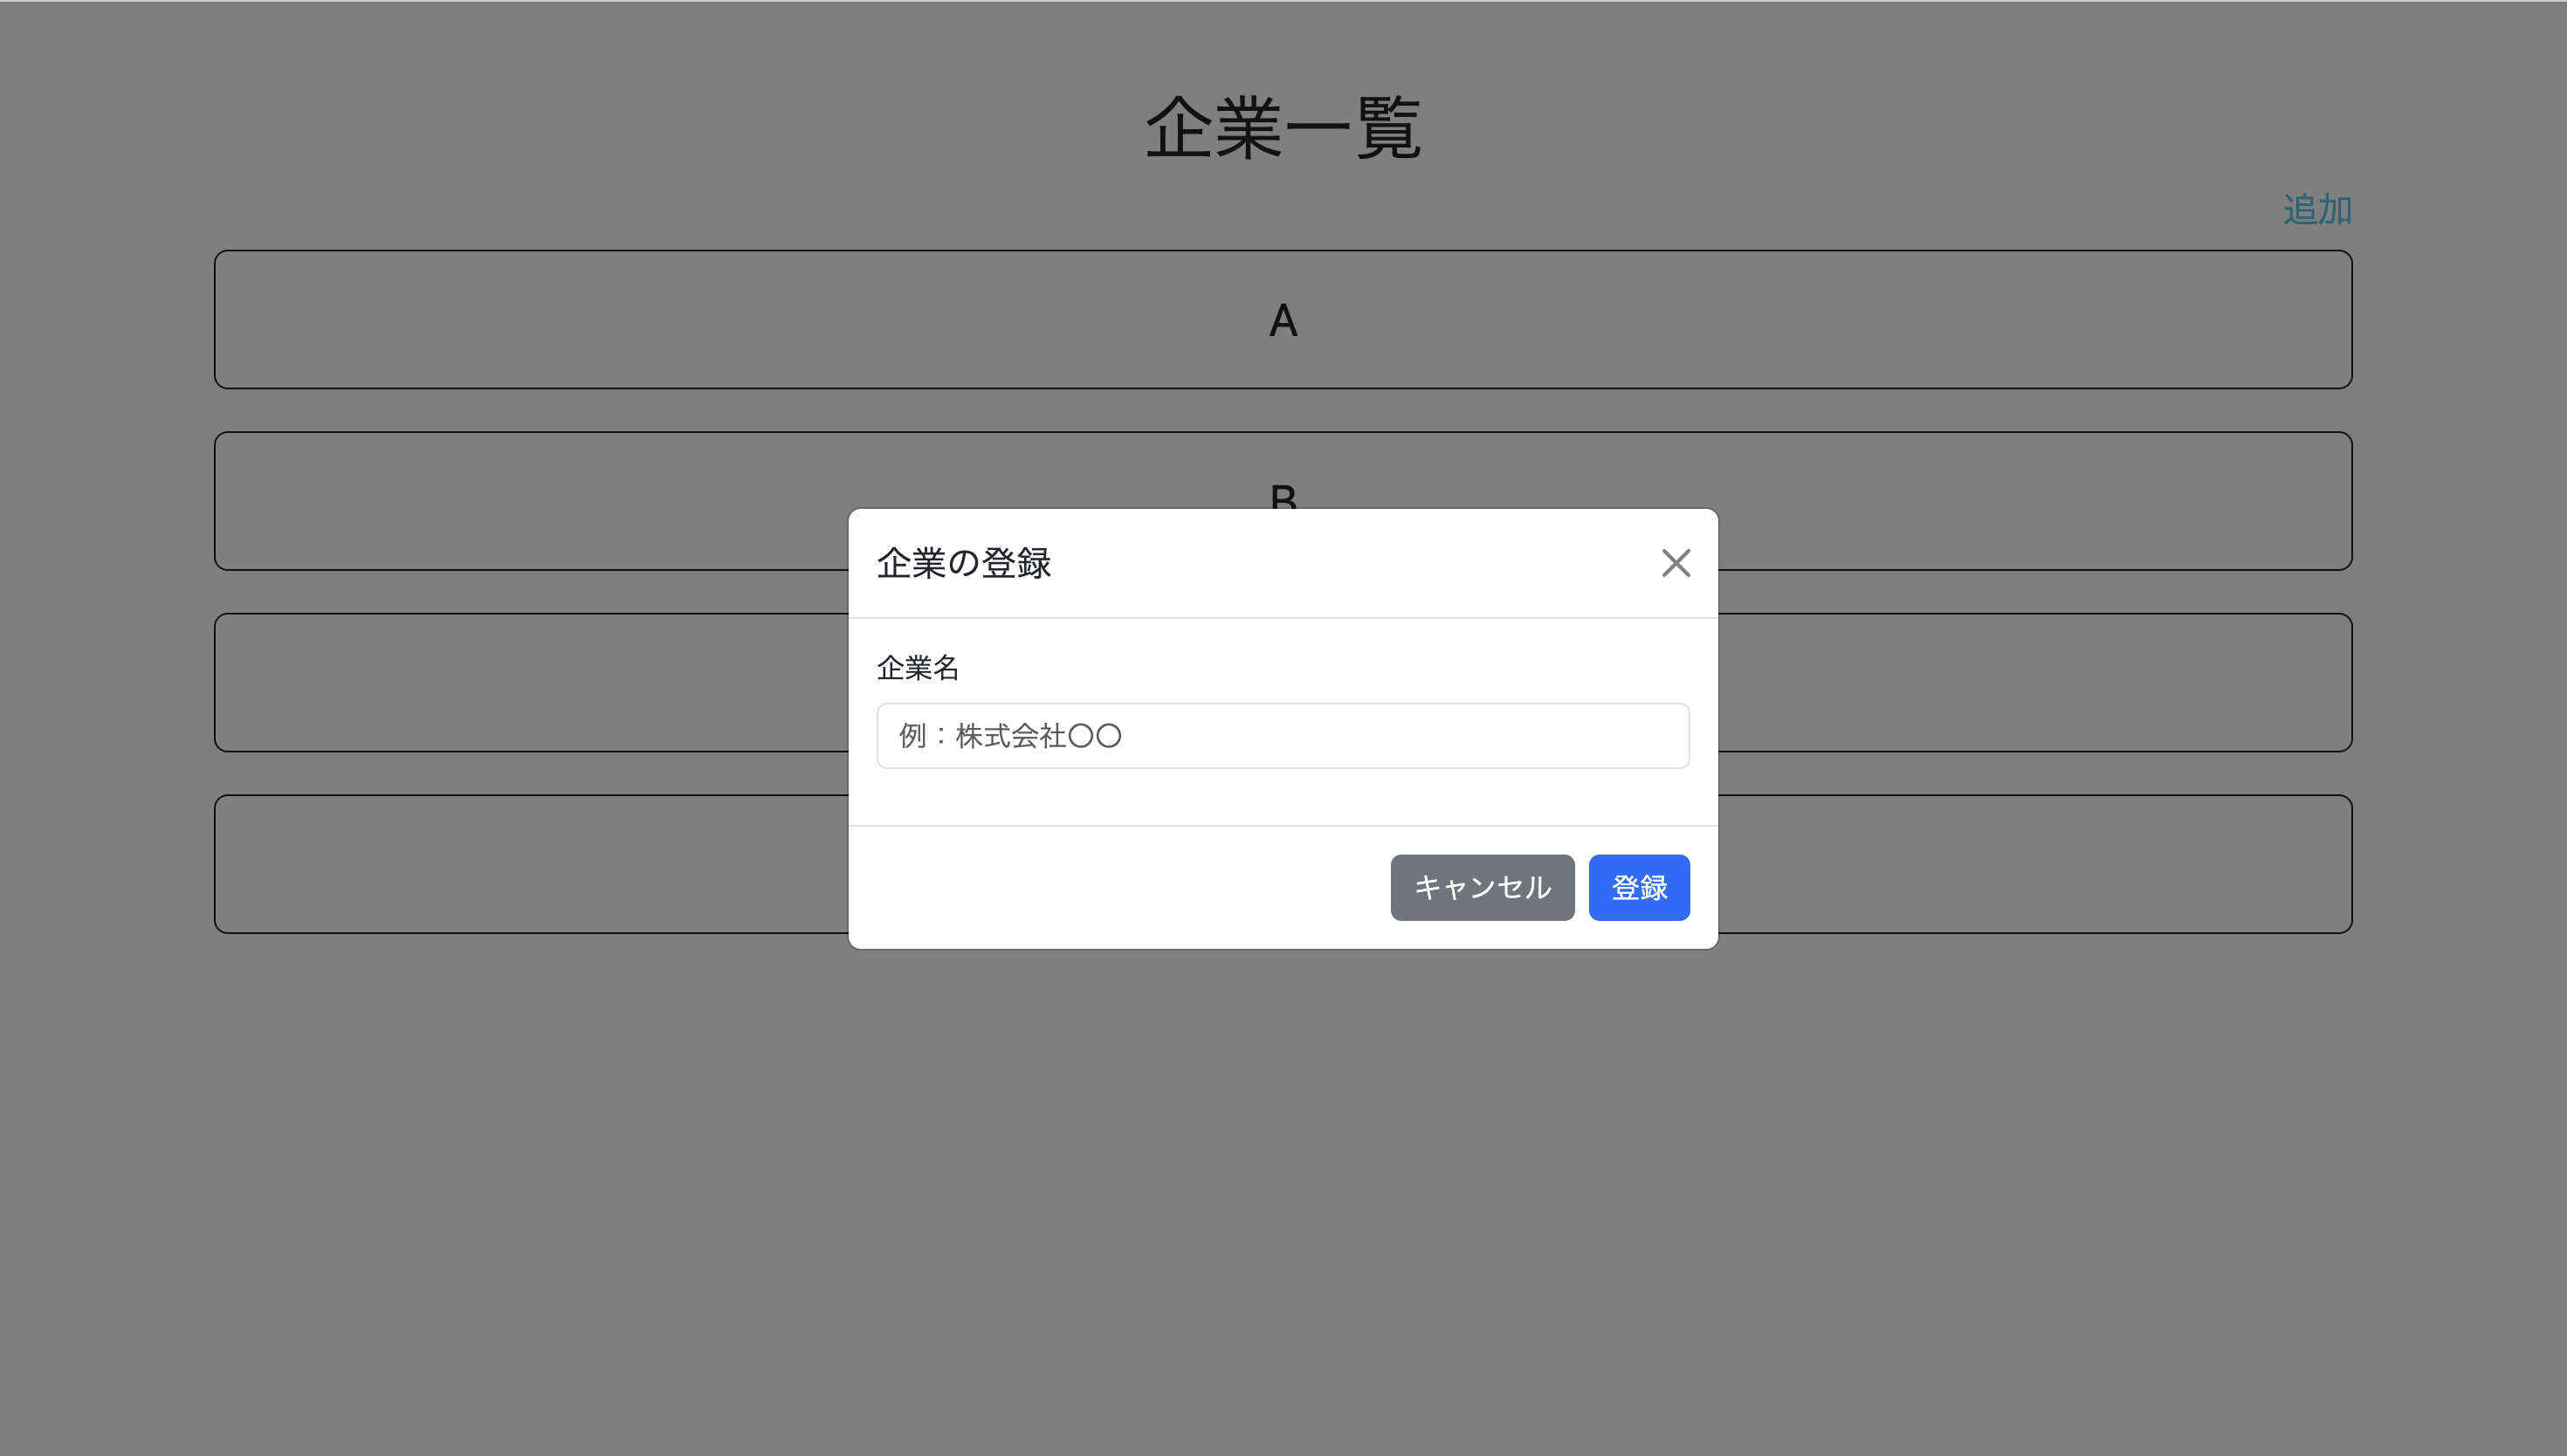 企業一覧
追加
A
B
企業の登録
企業名
例：株式会社〇〇
キャンセル
登録